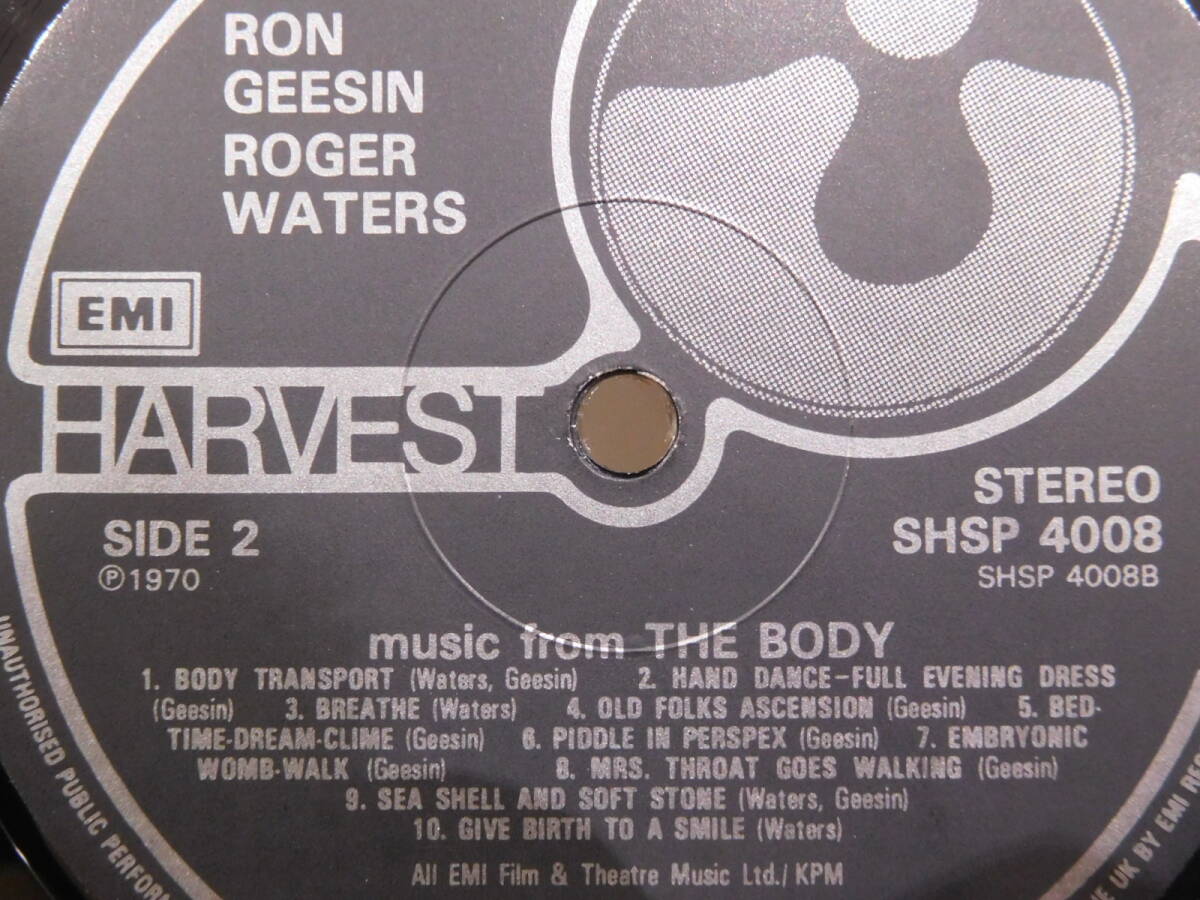 RON
GEESIN
ROGER
WATERS
EMI
HARVEST
STEREO
SHSP 4008
SHSP 4008B
SIDE 2
℗1970
music from THE BODY
1. BODY TRANSPORT (Waters, Geesin) 2. HAND DANCE-FULL EVENING DRESS
(Geesin) 3. BREATHE (Waters) 4. OLD FOLKS ASCENSION (Geesin) 5. BED-
TIME-DREAM-CLIME (Geesin) 6. PIDDLE IN PERSPEX (Geesin) 7. EMBRYONIC
WOMB-WALK (Geesin) 8. MRS. THROAT GOES WALKING (Geesin)
9. SEA SHELL AND SOFT STONE (Waters, Geesin)
10. GIVE BIRTH TO A SMILE (Waters)
All EMI Film & Theatre Music Ltd./KPM
UNAUTHORISED PUBLIC PERFORM
UK BY EMI